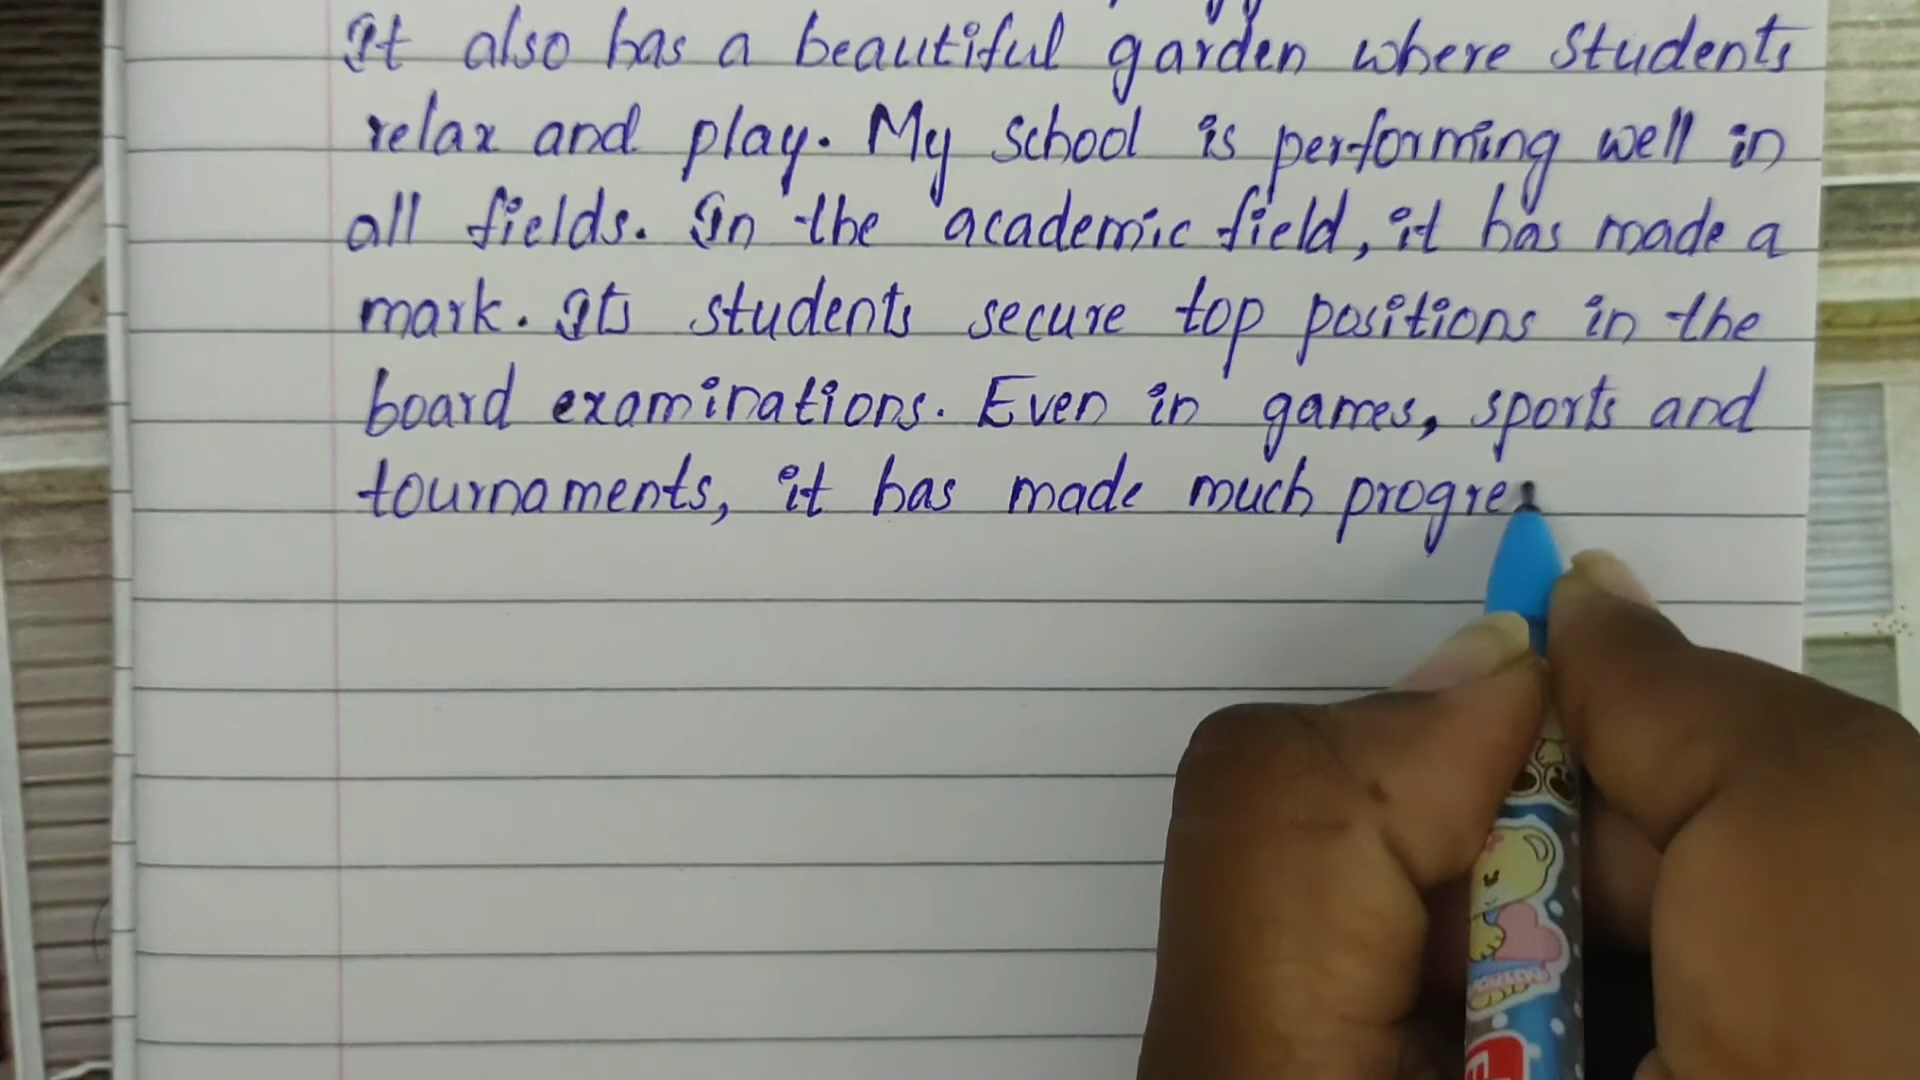 It also has a beautiful garden where students
relax and play. My school is performing well in
all fields. In the academic field, it has made a
mark. Its students secure top positions in the
board examinations. Even in games, sports and
tournaments, it has made much progres